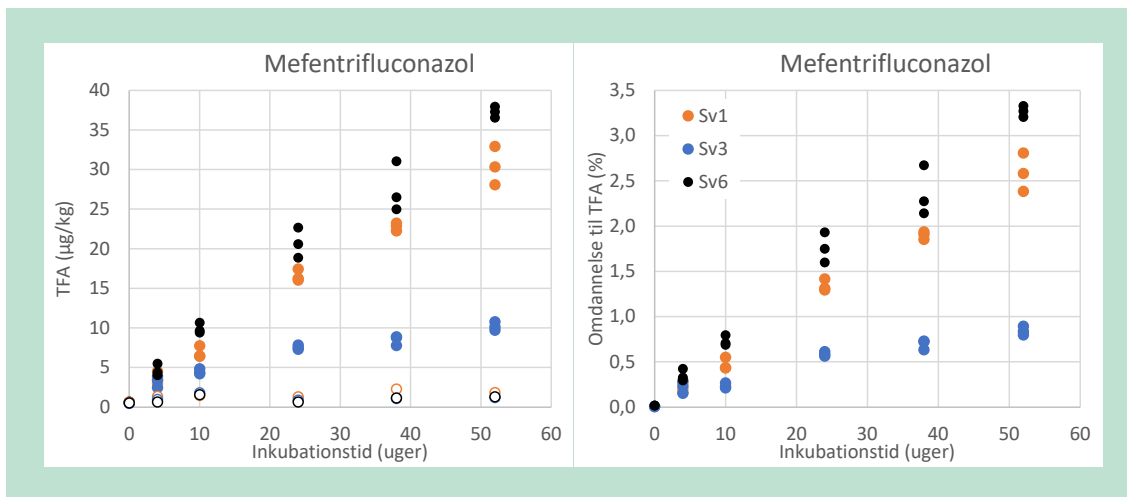 Mefentrifluconazol
TFA (µg/kg)
40
35
30
25
20
15
10
5
0
0 10 20 30 40 50 60
Inkubationstid (uger)
Mefentrifluconazol
Omdannelse til TFA (%)
3,5
3,0
2,5
2,0
1,5
1,0
0,5
0,0
Sv1
Sv3
Sv6
0 10 20 30 40 50 60
Inkubationstid (uger)